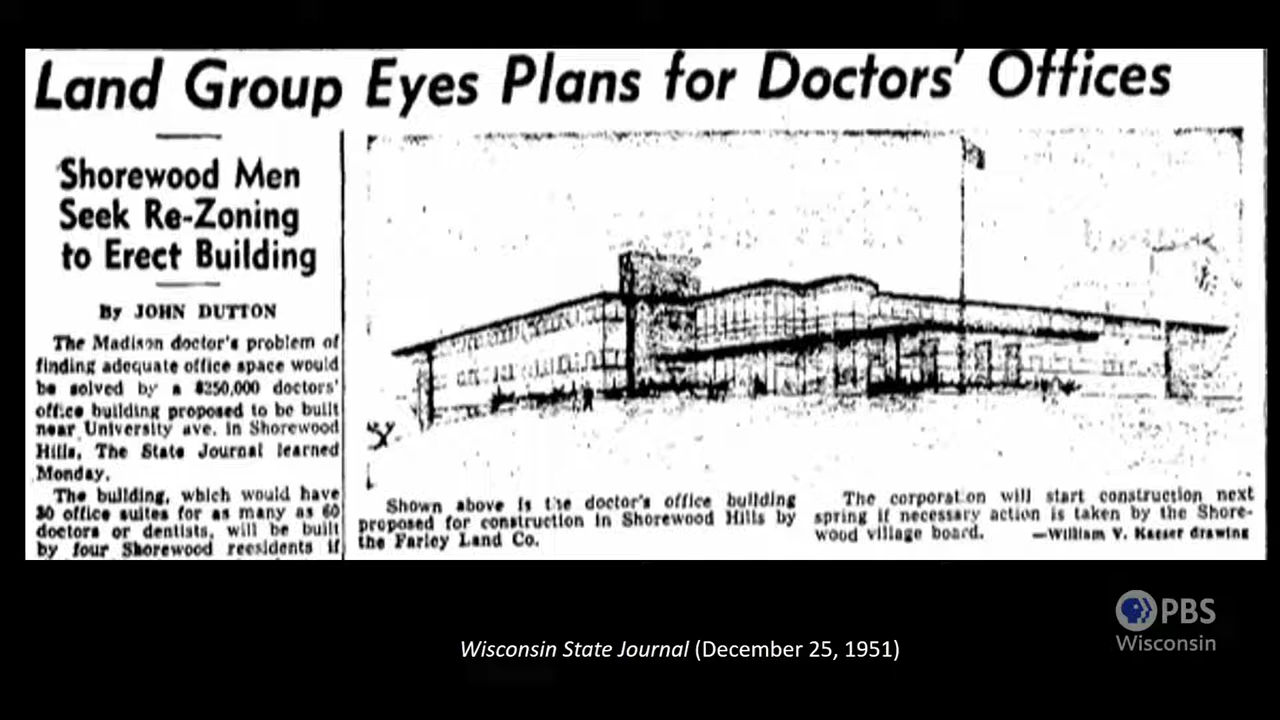 Land Group Eyes Plans for Doctors' Offices
Shorewood Men
Seek Re-Zoning
to Erect Building
By JOHN DUTTON
The Madison doctor's problem of
finding adequate office space would
be solved by a $250,000 doctors'
office building proposed to be built
near University ave. in Shorewood
Hills, The State Journal learned
Monday.
The building, which would have
30 office suites for as many as 60
doctors or dentists, will be built
by four Shorewood reesidents if
Shown above is the doctor's office building
proposed for construction in Shorewood Hills by
the Farley Land Co.
The corporation will start construction next
spring if necessary action is taken by the Shore-
wood village board. —William V. Kaeser drawing
PBS
Wisconsin
Wisconsin State Journal (December 25, 1951)